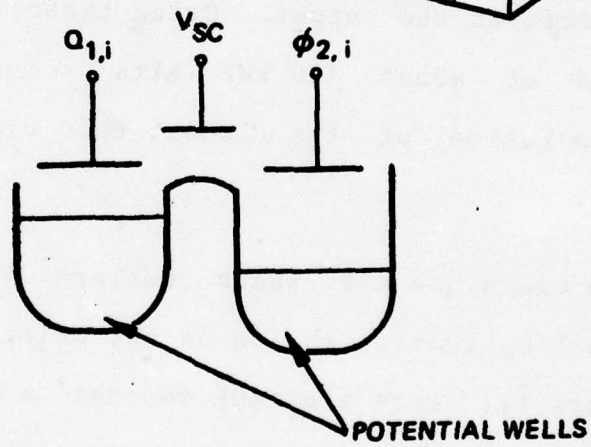 Q1,i
VSC
ϕ2, i
POTENTIAL WELLS